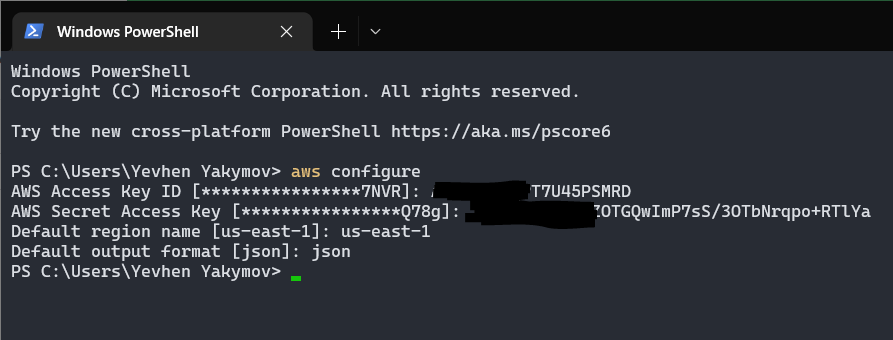 Windows PowerShell
Windows PowerShell
Copyright (C) Microsoft Corporation. All rights reserved.
Try the new cross-platform PowerShell https://aka.ms/pscore6
PS C:\Users\Yevhen Yakymov> aws configure
AWS Access Key ID [****************7NVR]: T7U45PSMRD
AWS Secret Access Key [****************Q78g]: ZOTGQwImP7sS/3OTbNrqpo+RTlYa
Default region name [us-east-1]: us-east-1
Default output format [json]: json
PS C:\Users\Yevhen Yakymov>